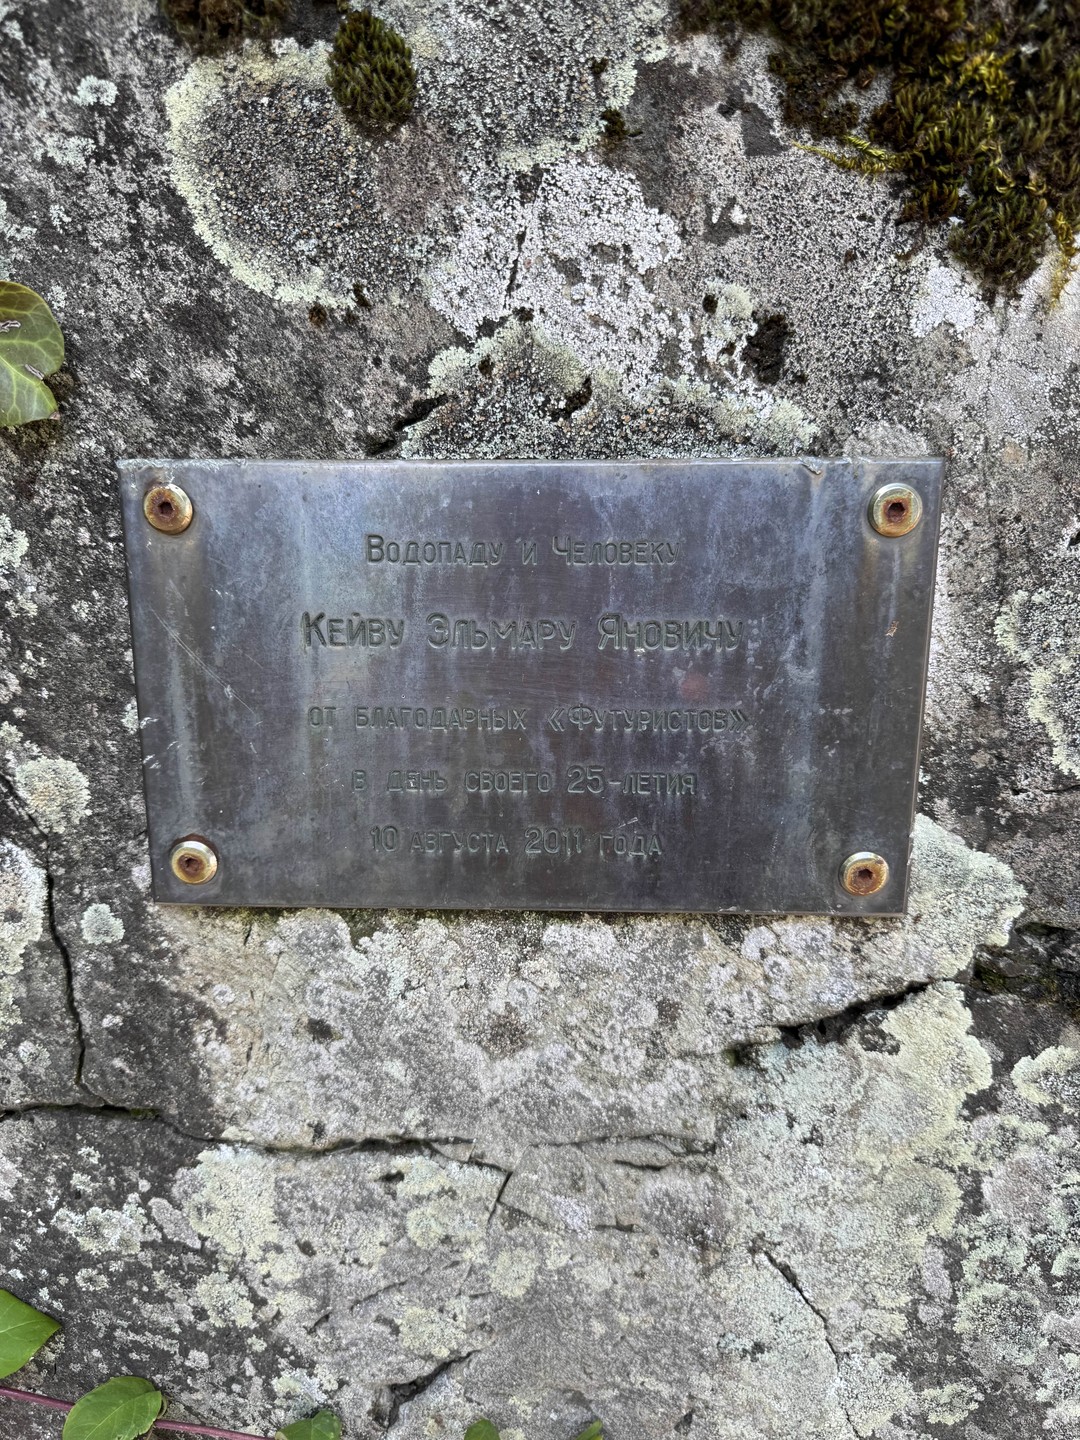 Водопаду и Человеку
Кейву Эльмару Яновичу
от благодарных «Футуристов»
в день своего 25-летия
10 августа 2011 года